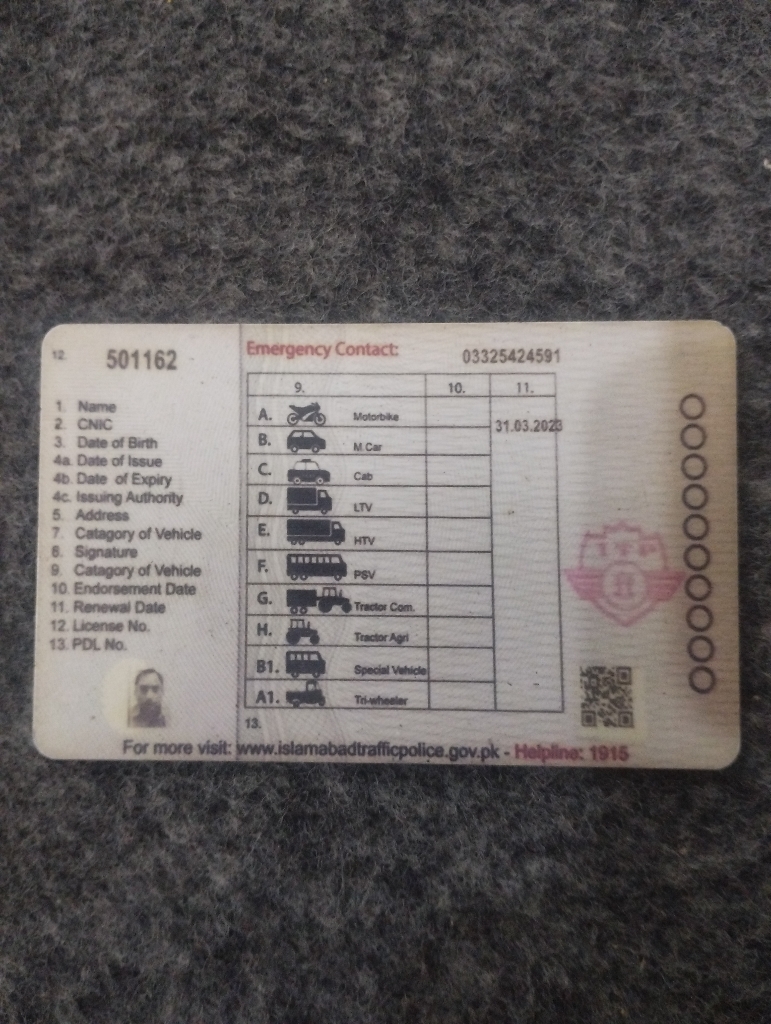 12. 501162
1. Name
2. CNIC
3. Date of Birth
4a. Date of Issue
4b. Date of Expiry
4c. Issuing Authority
5. Address
7. Catagory of Vehicle
8. Signature
9. Catagory of Vehicle
10. Endorsement Date
11. Renewal Date
12. License No.
13. PDL No.
Emergency Contact: 03325424591
9. 10. 11.
A. Motorbike
31.03.2023
B. M.Car
C. Cab
D. LTV
E. HTV
F. PSV
G. Tractor Com.
H. Tractor Agri
B1. Special Vehicle
A1. Tri-wheeler
13.
ITP
For more visit: www.islamabadtrafficpolice.gov.pk - Helpline: 1915